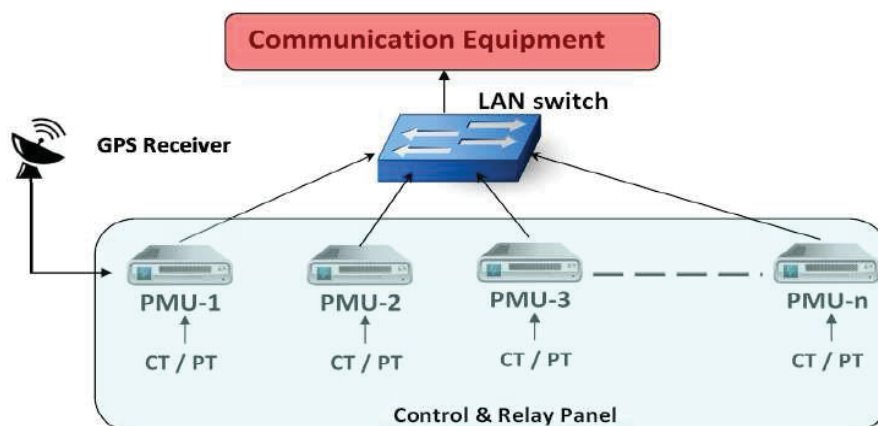 Communication Equipment
LAN switch
GPS Receiver
PMU-1
PMU-2
PMU-3
PMU-n
CT / PT
CT / PT
CT / PT
CT / PT
Control & Relay Panel